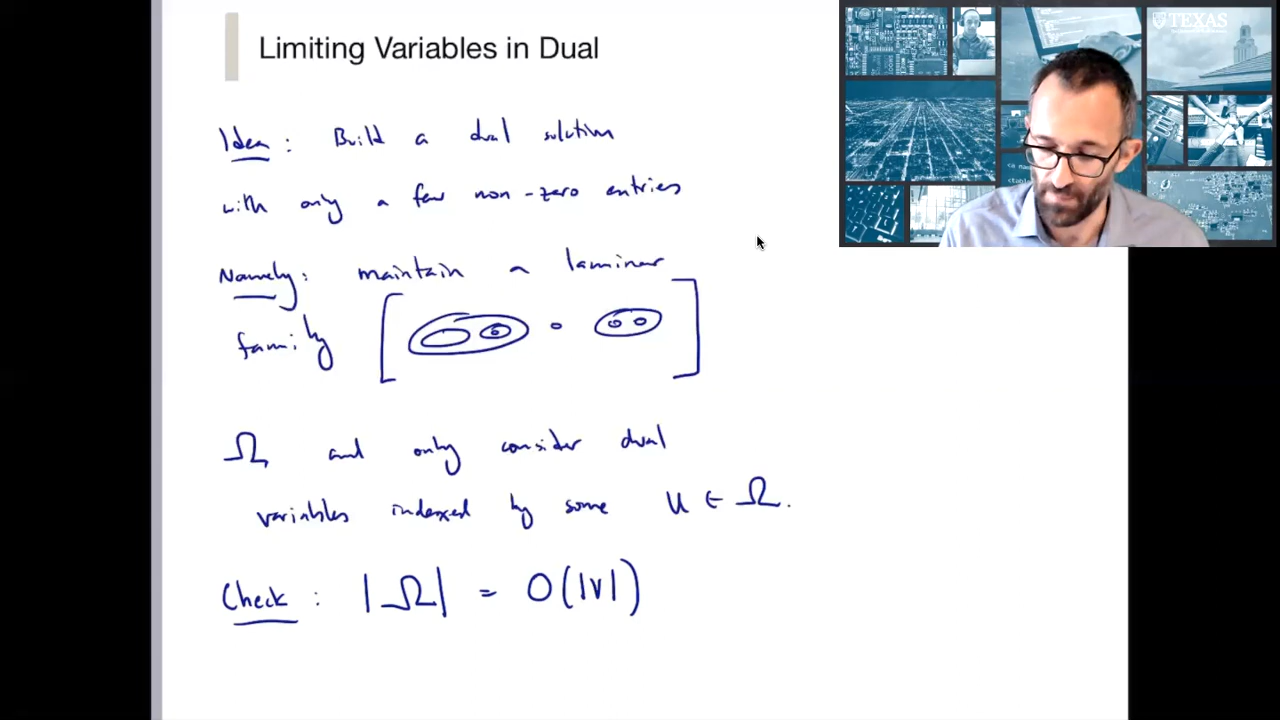 Limiting Variables in Dual
TEXAS
Idea : Build a dual solution
with only a few non-zero entries
Namely : maintain a laminar
family
Ω and only consider dual
variables indexed by some U ∈ Ω.
Check : |Ω| = O(|V|)